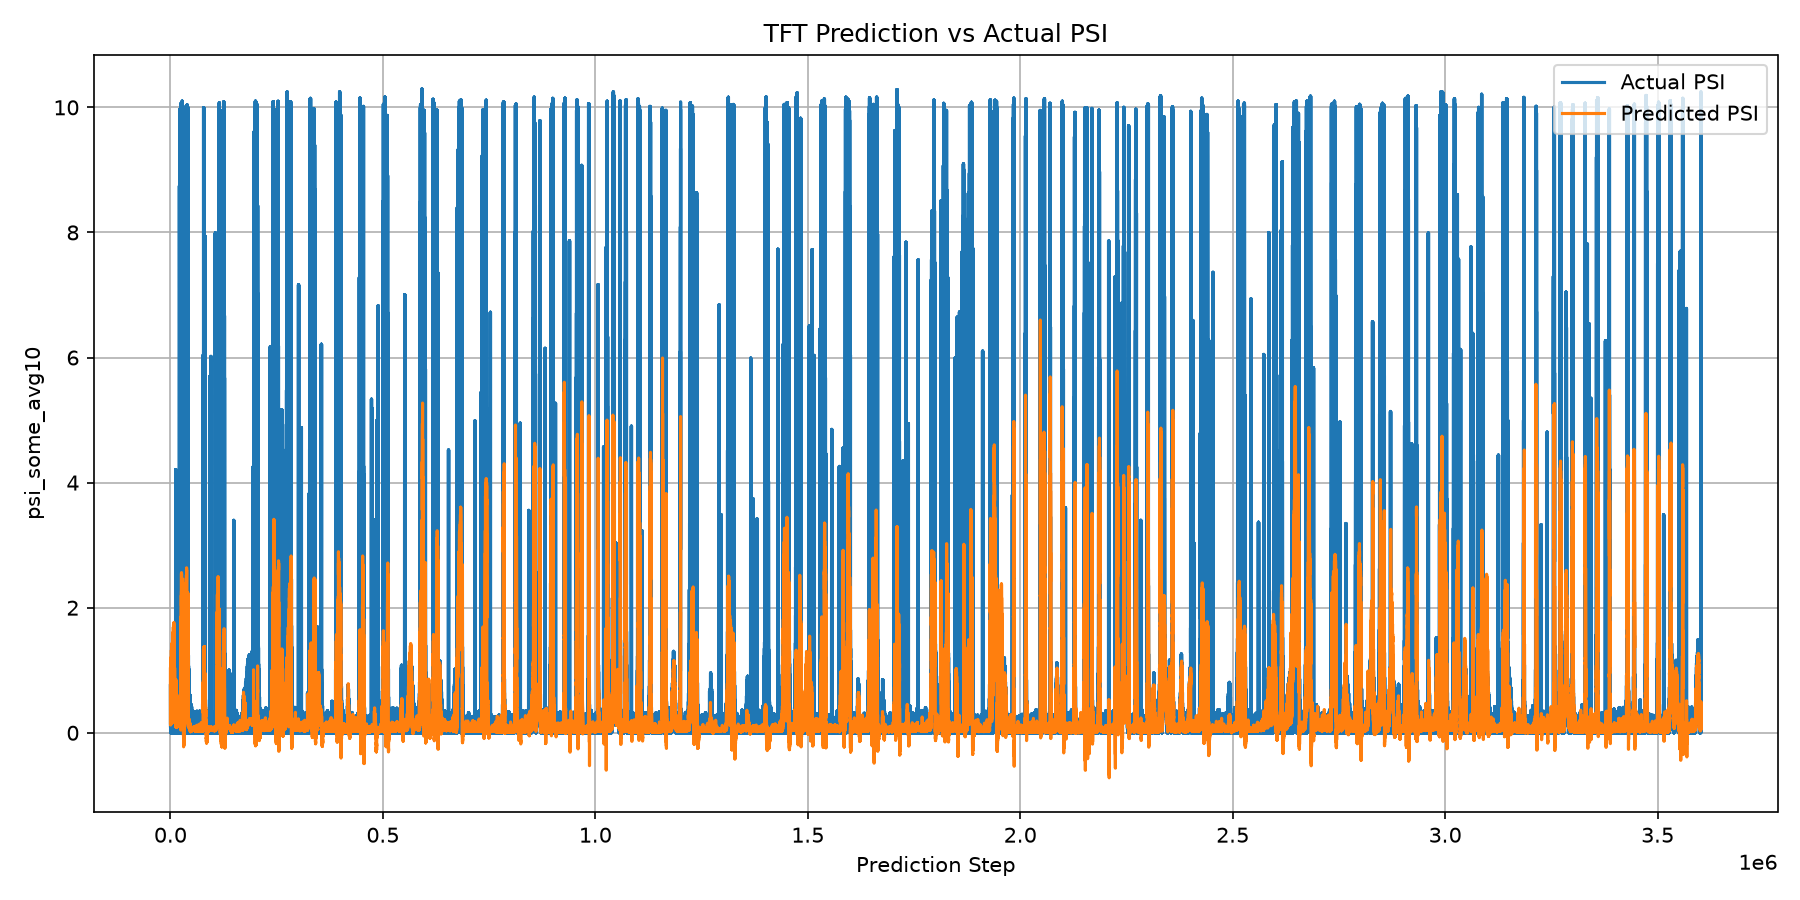 TFT Prediction vs Actual PSI
Actual PSI
Predicted PSI
psi_some_avg10
10
8
6
4
2
0
0.0 0.5 1.0 1.5 2.0 2.5 3.0 3.5
1e6
Prediction Step